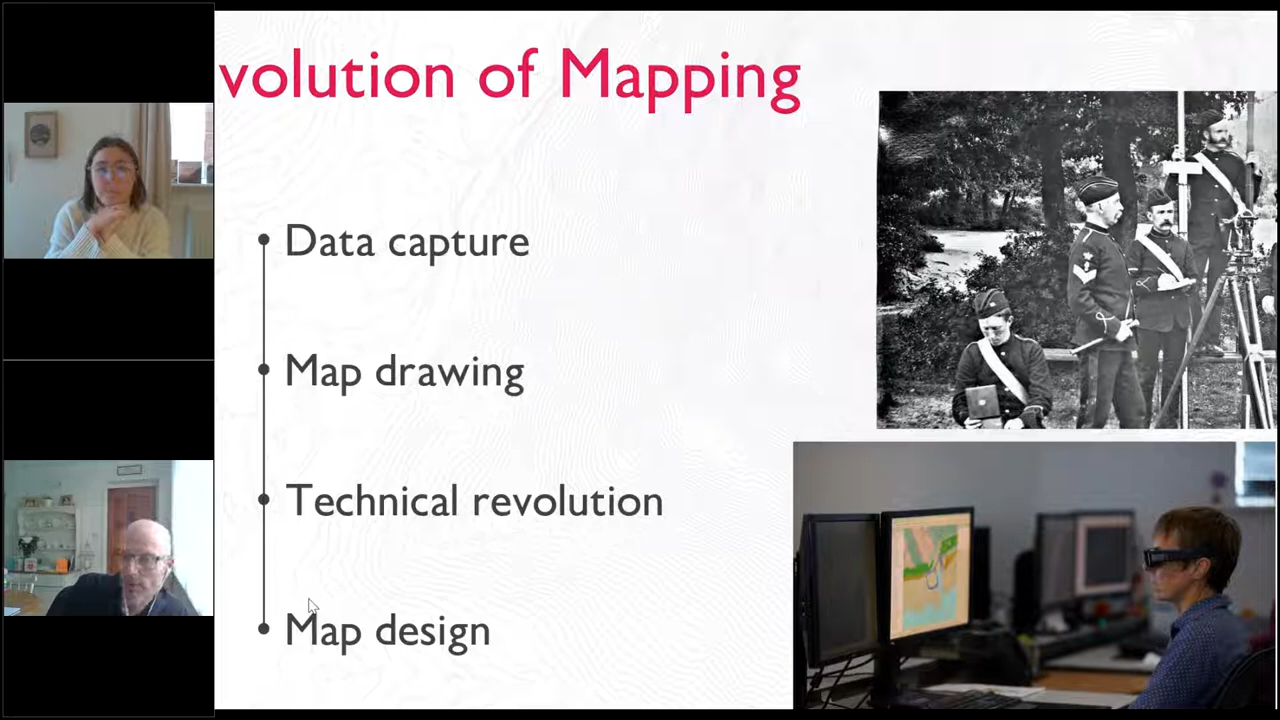 volution of Mapping
Data capture
Map drawing
Technical revolution
Map design